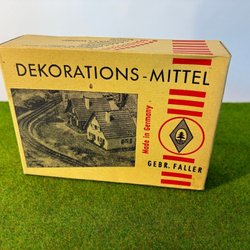 DEKORATIONS-MITTEL
Made in Germany
GEBR. FALLER